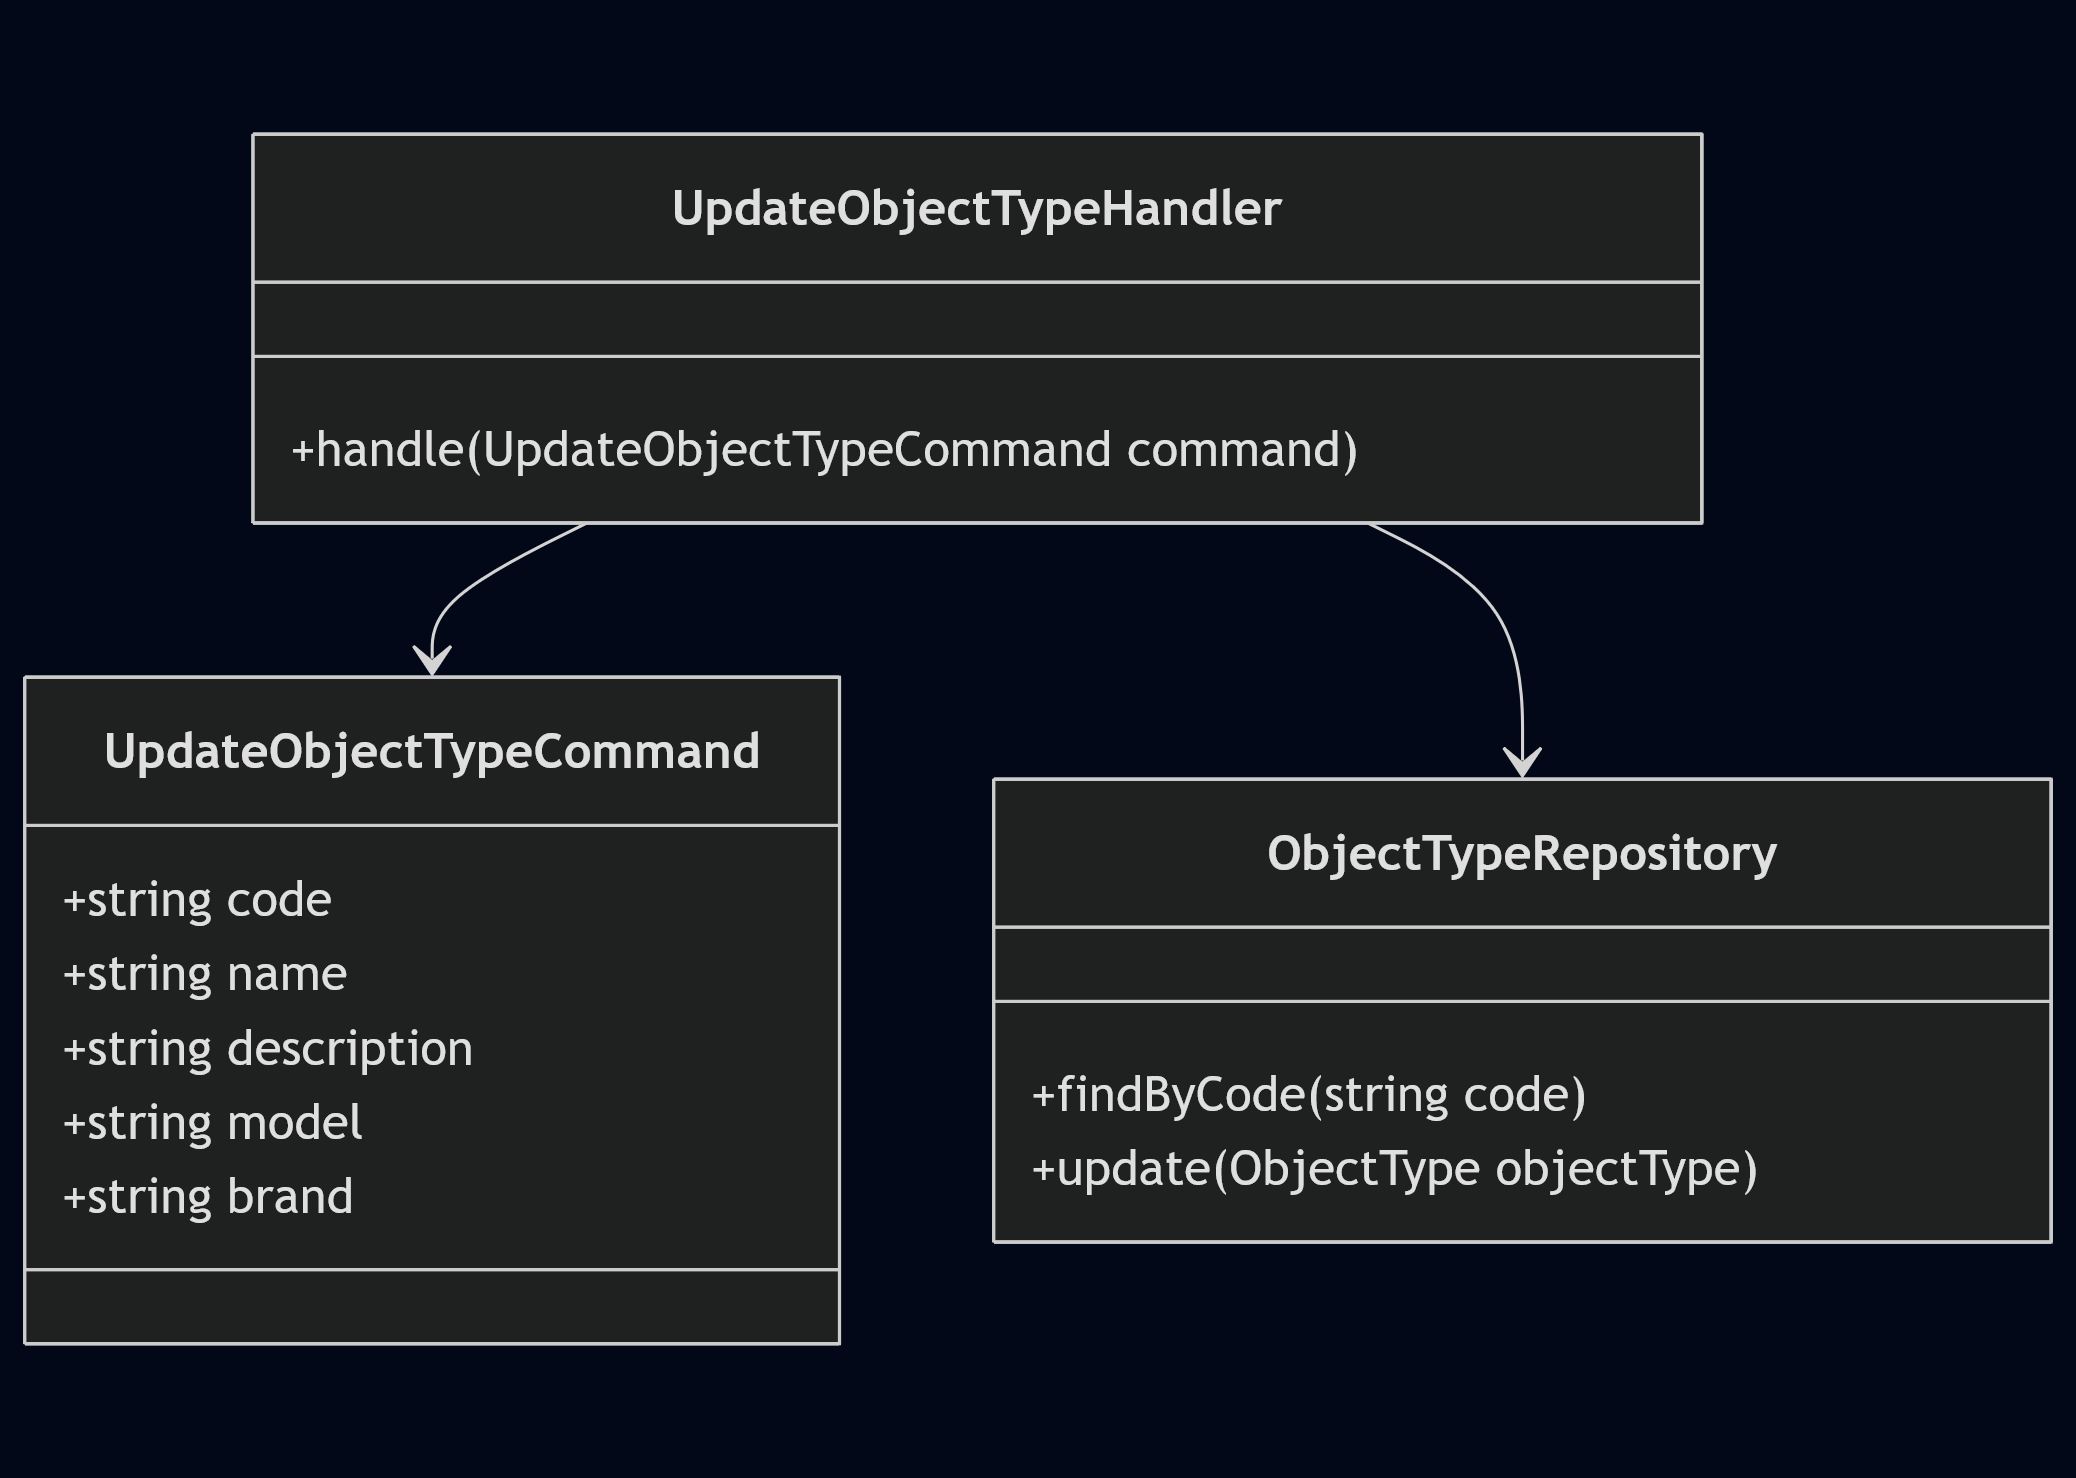 UpdateObjectTypeHandler
+handle(UpdateObjectTypeCommand command)
UpdateObjectTypeCommand
+string code
+string name
+string description
+string model
+string brand
ObjectTypeRepository
+findByCode(string code)
+update(ObjectType objectType)